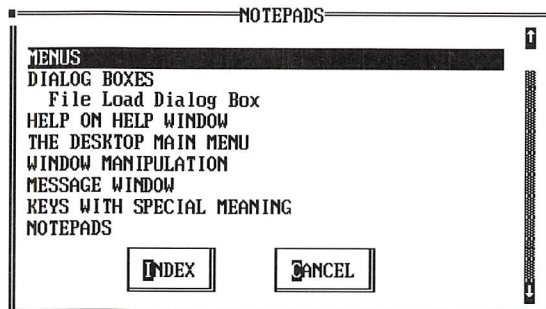 NOTEPADS
MENUS
DIALOG BOXES
File Load Dialog Box
HELP ON HELP WINDOW
THE DESKTOP MAIN MENU
WINDOW MANIPULATION
MESSAGE WINDOW
KEYS WITH SPECIAL MEANING
NOTEPADS
INDEX CANCEL